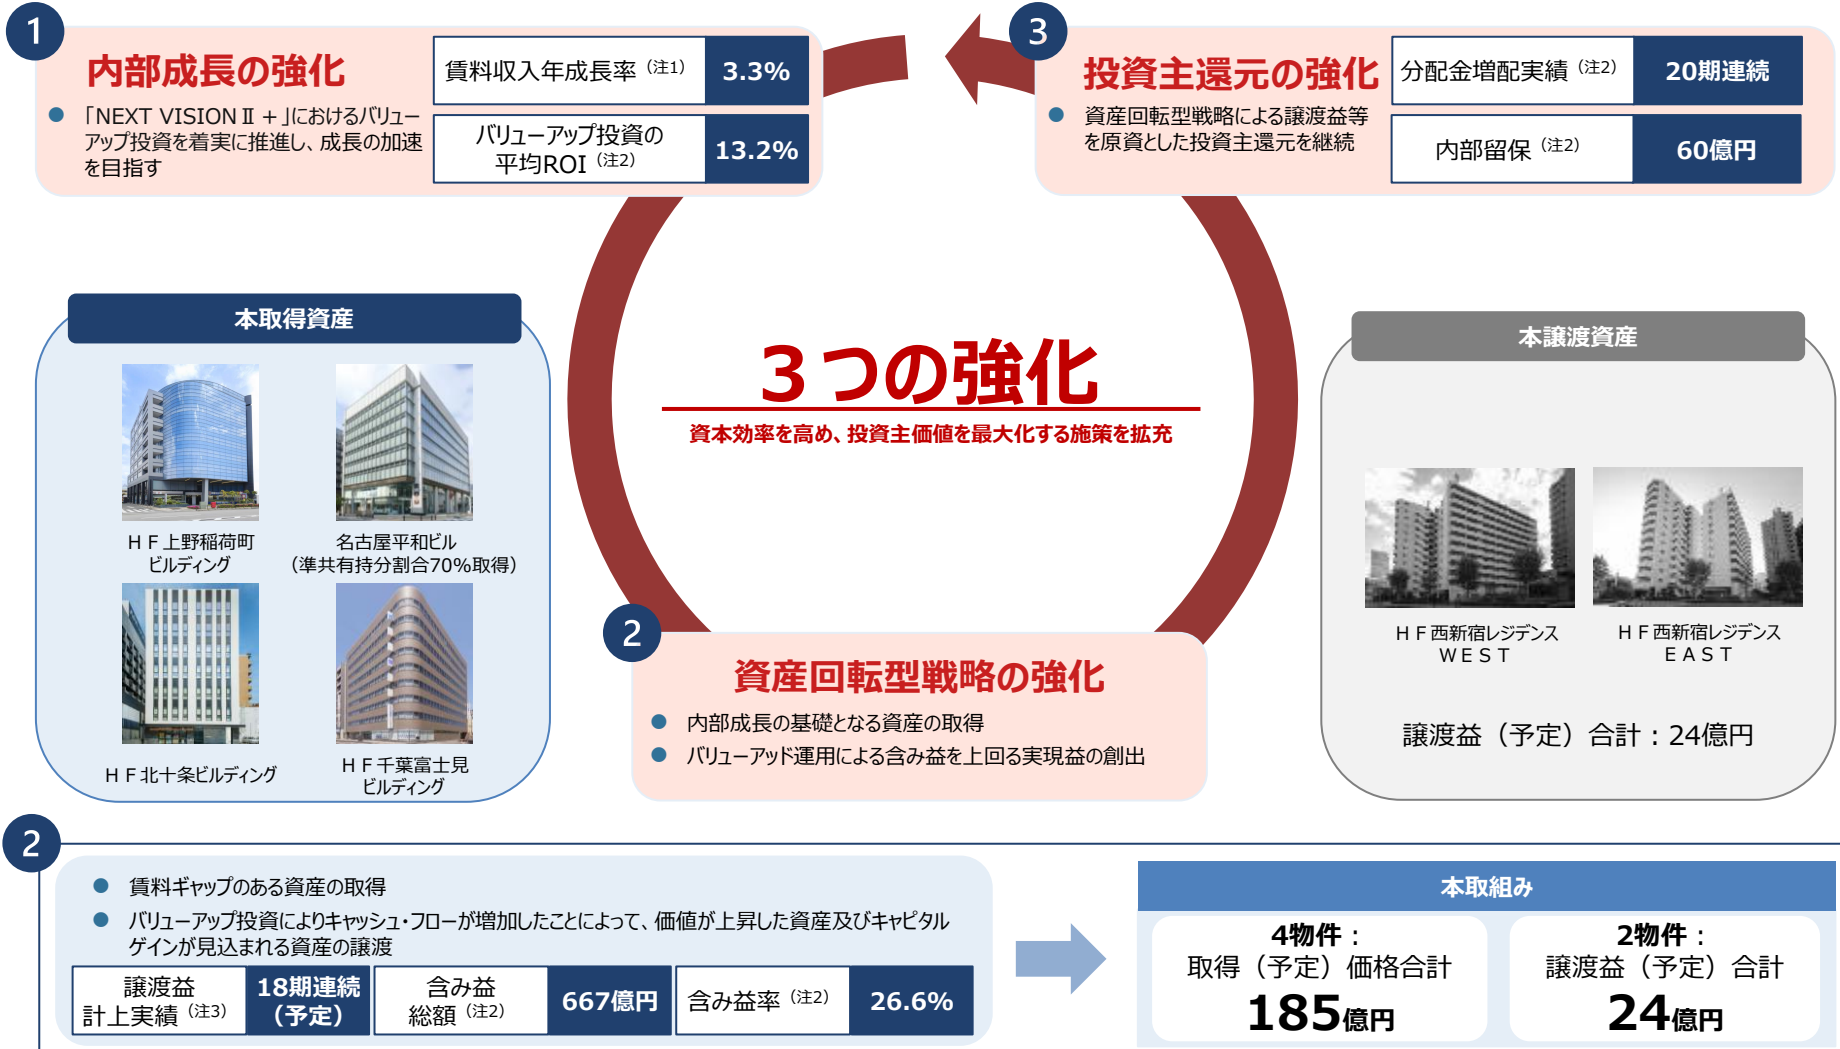 1
内部成長の強化
● 「NEXT VISIONⅡ+」におけるバリュー
アップ投資を着実に推進し、成長の加速
を目指す
賃料収入年成長率（注1） 3.3%
バリューアップ投資の
平均ROI（注2） 13.2%
3
投資主還元の強化
● 資産回転型戦略による譲渡益等
を原資とした投資主還元を継続
分配金増配実績（注2） 20期連続
内部留保（注2） 60億円
本取得資産
ＨＦ上野稲荷町
ビルディング
名古屋平和ビル
（準共有持分割合70%取得）
ＨＦ北十条ビルディング
ＨＦ千葉富士見
ビルディング
３つの強化
資本効率を高め、投資主価値を最大化する施策を拡充
2
資産回転型戦略の強化
● 内部成長の基礎となる資産の取得
● バリューアッド運用による含み益を上回る実現益の創出
本譲渡資産
ＨＦ西新宿レジデンス
ＷＥＳＴ
ＨＦ西新宿レジデンス
ＥＡＳＴ
譲渡益（予定）合計：24億円
2
● 賃料ギャップのある資産の取得
● バリューアップ投資によりキャッシュ・フローが増加したことによって、価値が上昇した資産及びキャピタル
ゲインが見込まれる資産の譲渡
譲渡益
計上実績（注3）
18期連続
（予定）
含み益
総額（注2）
667億円
含み益率（注2） 26.6%
本取組み
4物件：
取得（予定）価格合計
185億円
2物件：
譲渡益（予定）合計
24億円